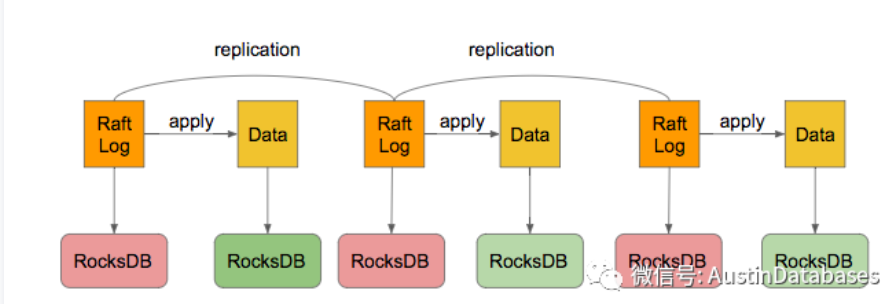 replication
replication
Raft
Log
apply
Data
Raft
Log
apply
Data
Raft
Log
apply
Data
RocksDB
RocksDB
RocksDB
RocksDB
RocksDB
RocksDB
微信号: AustinDatabases